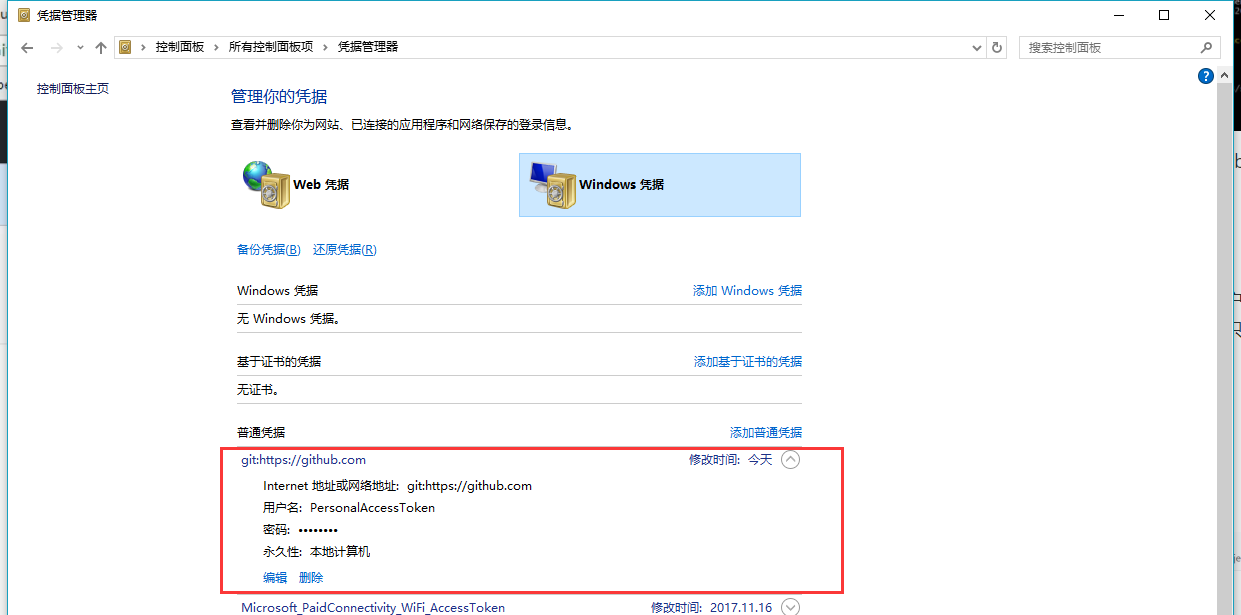 凭据管理器
控制面板 › 所有控制面板项 › 凭据管理器
搜索控制面板
控制面板主页
管理你的凭据
查看并删除你为网站、已连接的应用程序和网络保存的登录信息。
Web 凭据
Windows 凭据
备份凭据(B) 还原凭据(R)
Windows 凭据 添加 Windows 凭据
无 Windows 凭据。
基于证书的凭据 添加基于证书的凭据
无证书。
普通凭据 添加普通凭据
git:https://github.com 修改时间: 今天
Internet 地址或网络地址: git:https://github.com
用户名: PersonalAccessToken
密码: ••••••••
永久性: 本地计算机
编辑 删除
Microsoft_PaidConnectivity_WiFi_AccessToken 修改时间: 2017.11.16